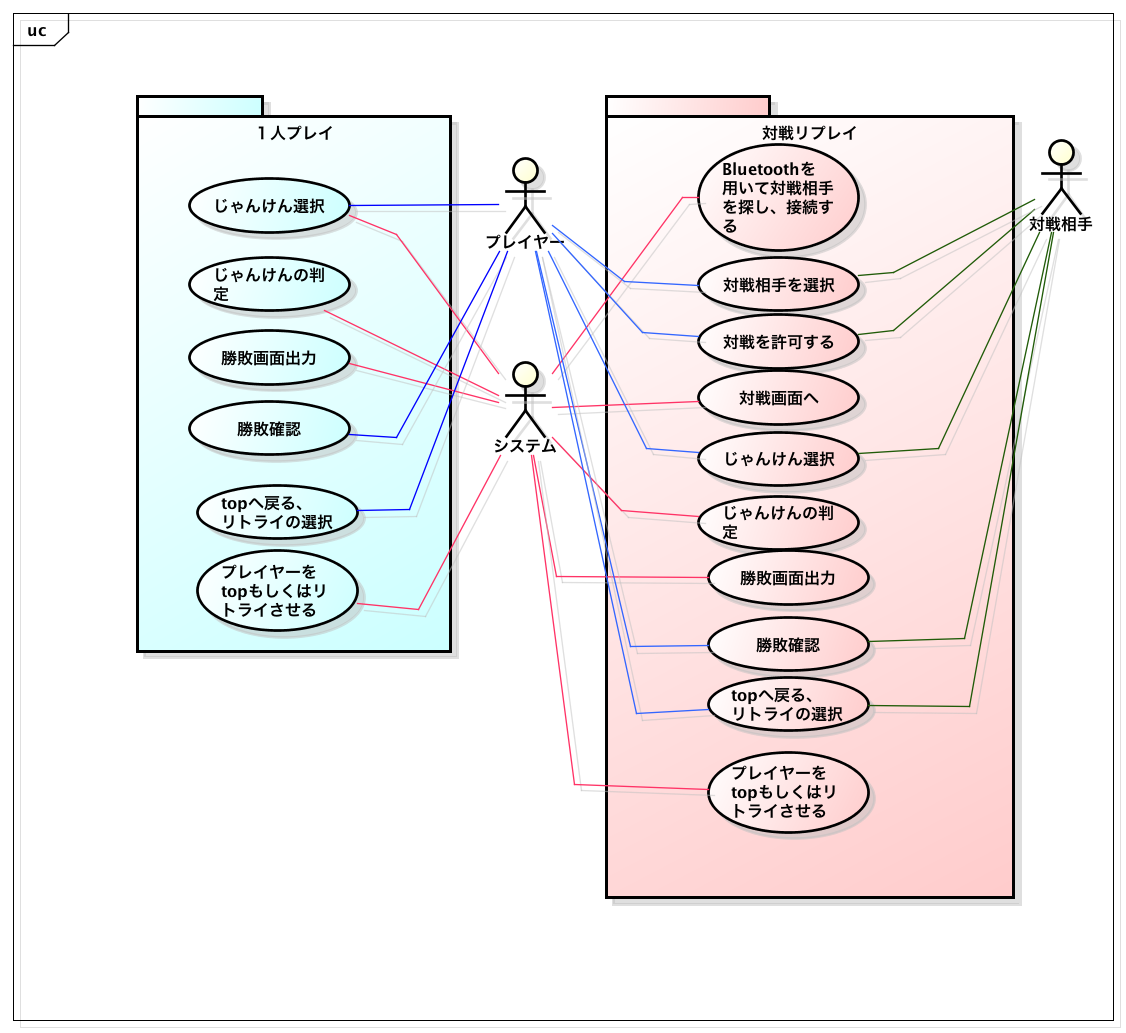 uc
１人プレイ
じゃんけん選択
じゃんけんの判
定
勝敗画面出力
勝敗確認
topへ戻る、
リトライの選択
プレイヤーを
topもしくはリ
トライさせる
プレイヤー
システム
対戦リプレイ
Bluetoothを
用いて対戦相手
を探し、接続す
る
対戦相手を選択
対戦を許可する
対戦画面へ
じゃんけん選択
じゃんけんの判
定
勝敗画面出力
勝敗確認
topへ戻る、
リトライの選択
プレイヤーを
topもしくはリ
トライさせる
対戦相手